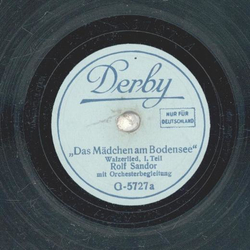 Derby
NUR FÜR
DEUTSCHLAND
„Das Mädchen am Bodensee“
Walzerlied, 1. Teil
Rolf Sandor
mit Orchesterbegleitung
G-5727a